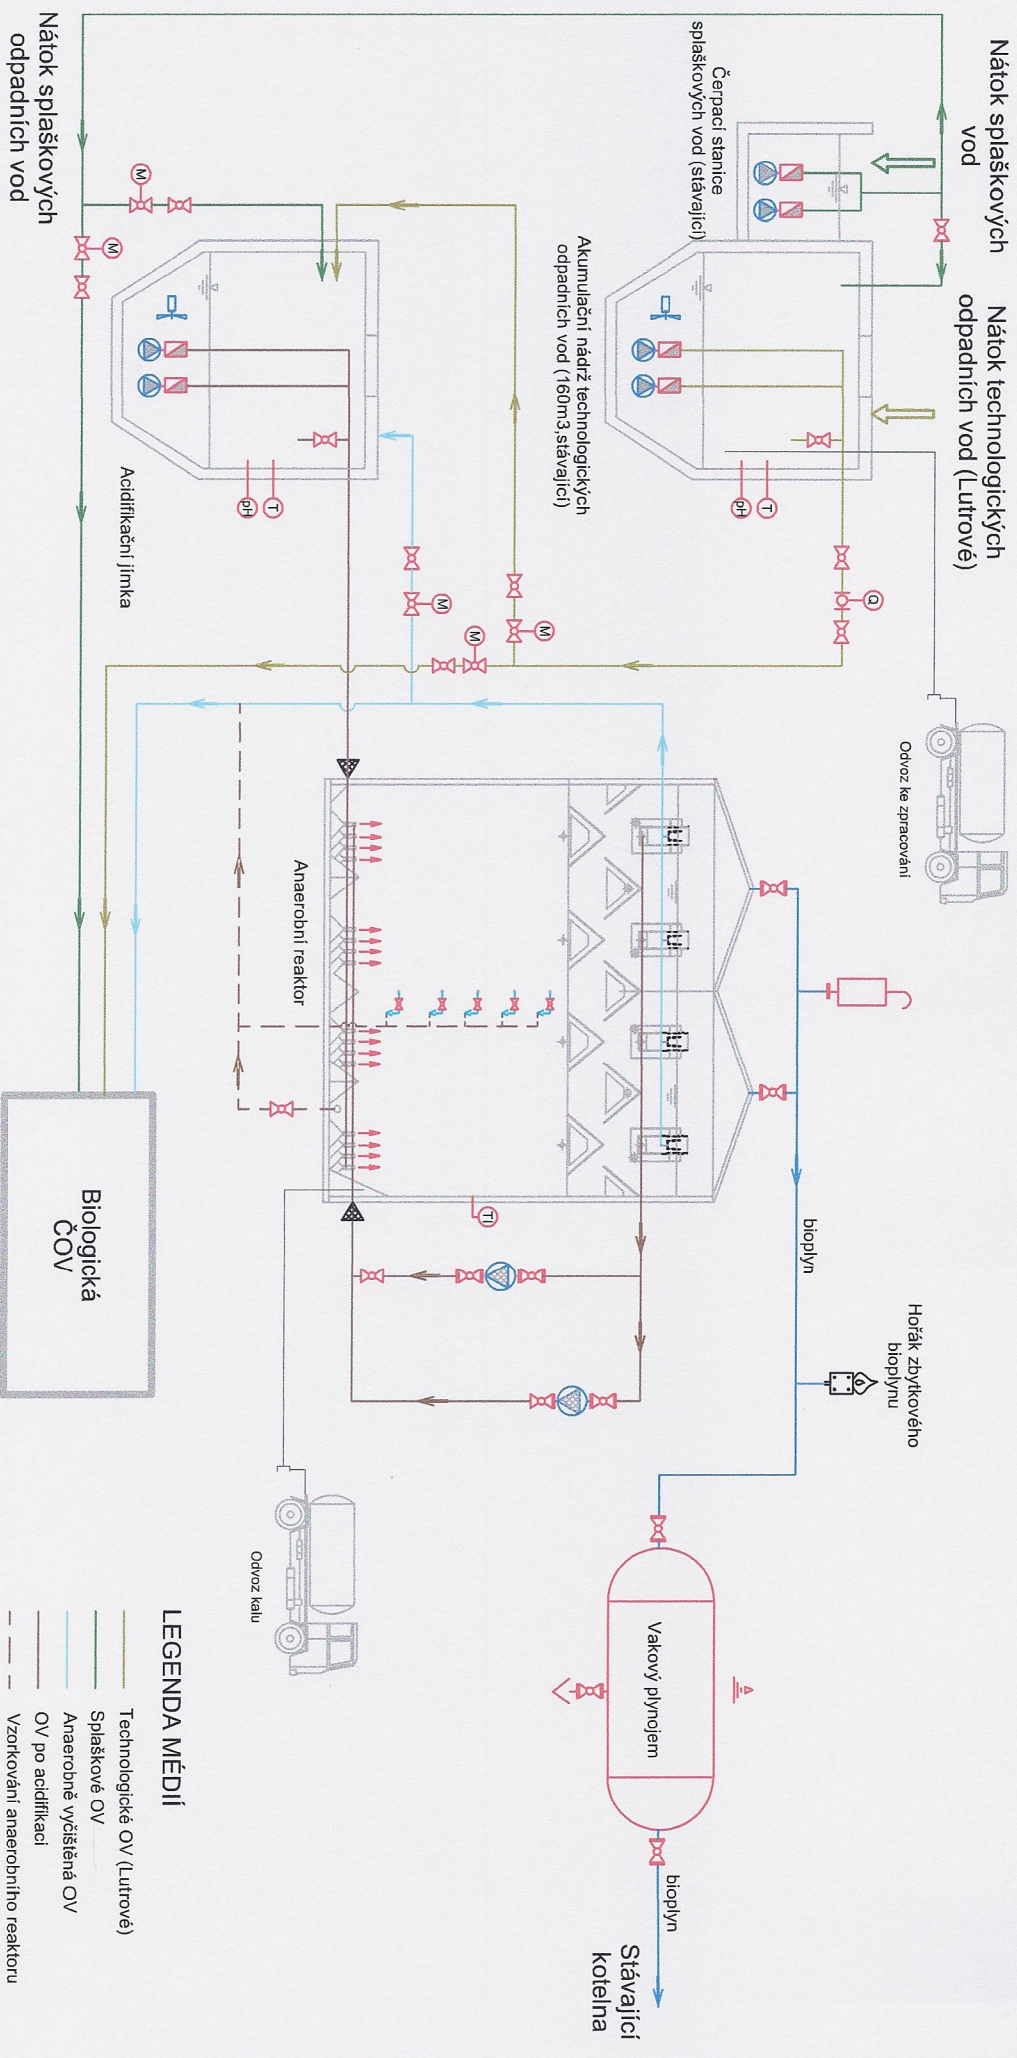 Nátok splaškových
vod
Nátok technologických
odpadních vod (Lutrové)
Čerpací stanice
splaškových vod (stávající)
Akumulační nádrž technologických
odpadních vod (160m3,stávající)
Q
T
pH
M
M
M
Odvoz ke zpracování
Nátok splaškových
odpadních vod
M
M
T
pH
Acidifikační jímka
Anaerobní reaktor
TI
bioplyn
Hořák zbytkového
bioplynu
Vakový plynojem
bioplyn
Stávající
kotelna
Odvoz kalu
Biologická
ČOV
LEGENDA MÉDIÍ
Technologické OV (Lutrové)
Splaškové OV
Anaerobně vyčištěná OV
OV po acidifikaci
Vzorkování anaerobního reaktoru